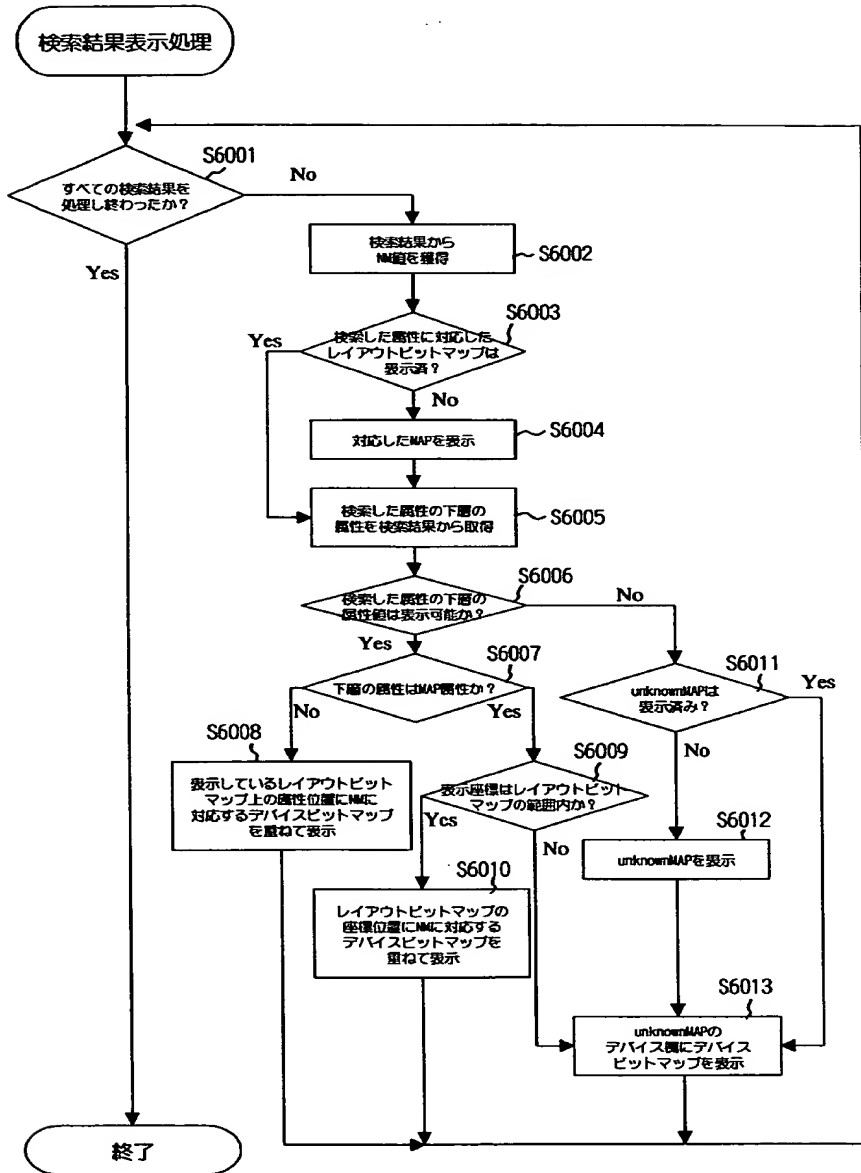 検索結果表示処理
S6001
すべての検索結果を
処理し終わったか？
No
Yes
検索結果から
NM値を獲得
S6002
S6003
検索した属性に対応した
レイアウトビットマップは
表示済？
Yes
No
対応したMAPを表示
S6004
検索した属性の下層の
属性を検索結果から取得
S6005
S6006
検索した属性の下層の
属性値は表示可能か？
No
Yes
S6007
下層の属性はMAP属性か？
No
Yes
S6011
unknownMAPは
表示済み？
Yes
No
S6008
表示しているレイアウトビット
マップ上の属性位置にNMに
対応するデバイスビットマップ
を重ねて表示
S6009
表示座標はレイアウトビット
マップの範囲内か？
Yes
No
S6012
unknownMAPを表示
S6010
レイアウトビットマップの
座標位置にNMに対応する
デバイスビットマップを
重ねて表示
S6013
unknownMAPの
デバイス欄にデバイス
ビットマップを表示
終了